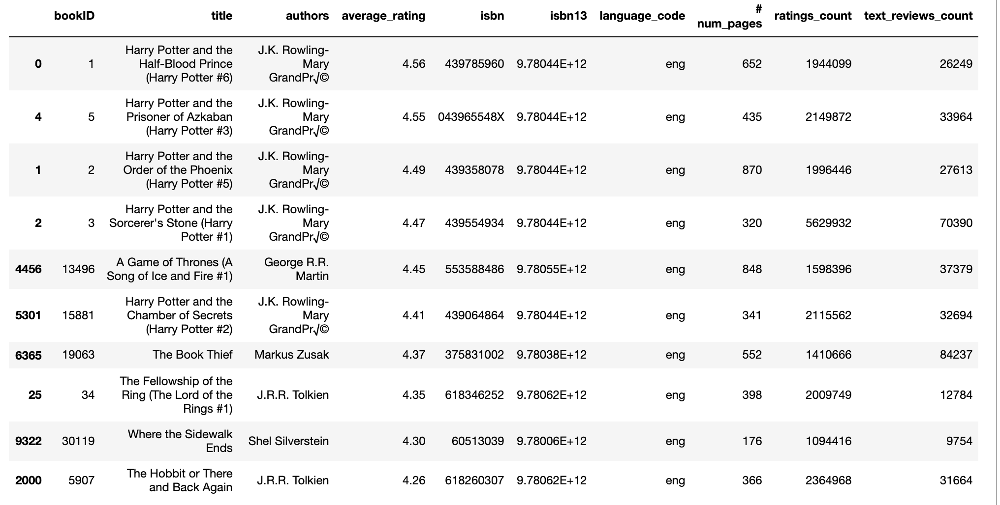 bookID title authors average_rating isbn isbn13 language_code # num_pages ratings_count text_reviews_count
0 1 Harry Potter and the Half-Blood Prince (Harry Potter #6) J.K. Rowling-Mary GrandPr√© 4.56 439785960 9.78044E+12 eng 652 1944099 26249
4 5 Harry Potter and the Prisoner of Azkaban (Harry Potter #3) J.K. Rowling-Mary GrandPr√© 4.55 043965548X 9.78044E+12 eng 435 2149872 33964
1 2 Harry Potter and the Order of the Phoenix (Harry Potter #5) J.K. Rowling-Mary GrandPr√© 4.49 439358078 9.78044E+12 eng 870 1996446 27613
2 3 Harry Potter and the Sorcerer's Stone (Harry Potter #1) J.K. Rowling-Mary GrandPr√© 4.47 439554934 9.78044E+12 eng 320 5629932 70390
4456 13496 A Game of Thrones (A Song of Ice and Fire #1) George R.R. Martin 4.45 553588486 9.78055E+12 eng 848 1598396 37379
5301 15881 Harry Potter and the Chamber of Secrets (Harry Potter #2) J.K. Rowling-Mary GrandPr√© 4.41 439064864 9.78044E+12 eng 341 2115562 32694
6365 19063 The Book Thief Markus Zusak 4.37 375831002 9.78038E+12 eng 552 1410666 84237
25 34 The Fellowship of the Ring (The Lord of the Rings #1) J.R.R. Tolkien 4.35 618346252 9.78062E+12 eng 398 2009749 12784
9322 30119 Where the Sidewalk Ends Shel Silverstein 4.30 60513039 9.78006E+12 eng 176 1094416 9754
2000 5907 The Hobbit or There and Back Again J.R.R. Tolkien 4.26 618260307 9.78062E+12 eng 366 2364968 31664